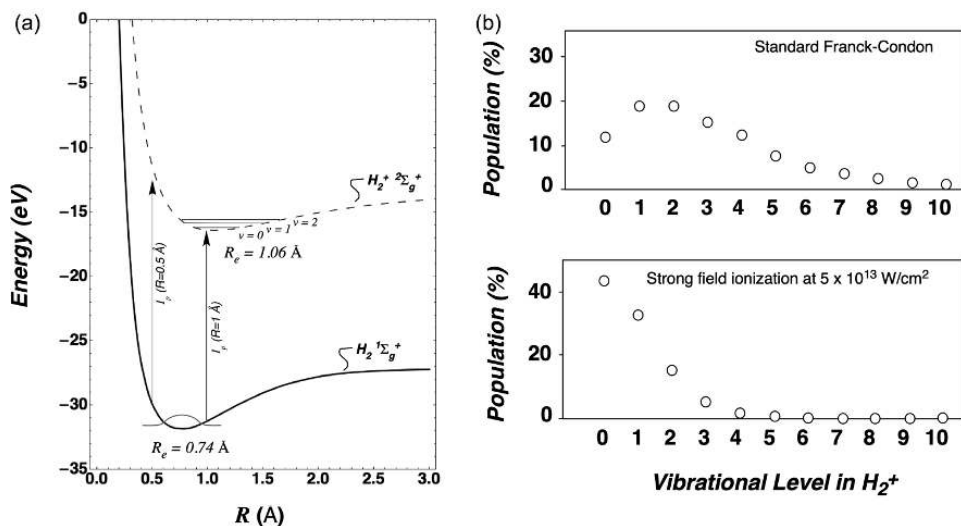 (a)
0
−5
−10
−15
−20
−25
−30
−35
Energy (eV)
0.0 0.5 1.0 1.5 2.0 2.5 3.0
R (A)
H₂⁺ ²Σg⁺
v = 0 v = 1 v = 2
Rₑ = 1.06 Å
Iₚ (R=0.5 Å)
Iₚ (R=1 Å)
H₂ ¹Σg⁺
Rₑ = 0.74 Å
(b)
Standard Franck-Condon
Population (%)
30
20
10
0
0 1 2 3 4 5 6 7 8 9 10
Strong field ionization at 5 x 10¹³ W/cm²
Population (%)
40
20
0
0 1 2 3 4 5 6 7 8 9 10
Vibrational Level in H₂⁺